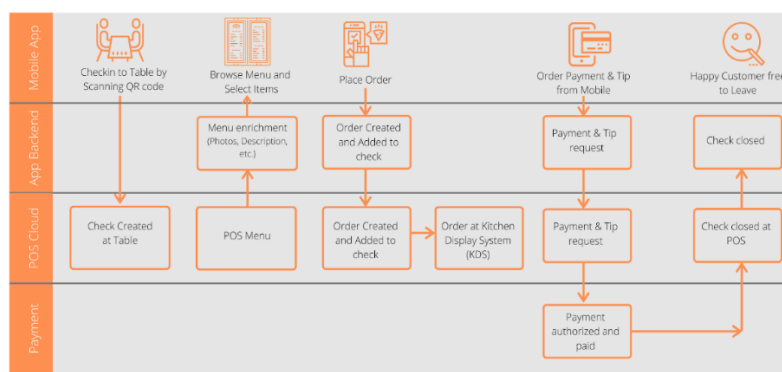 Mobile App
Checkin to Table by
Scanning QR code
Browse Menu and
Select Items
Place Order
Order Payment & Tip
from Mobile
Happy Customer free
to Leave
App Backend
Menu enrichment
(Photos, Description,
etc.)
Order Created
and Added to
check
Payment & Tip
request
Check closed
POS Cloud
Check Created
at Table
POS Menu
Order Created
and Added to
check
Order at Kitchen
Display System
(KDS)
Payment & Tip
request
Check closed at
POS
Payment
Payment
authorized and
paid